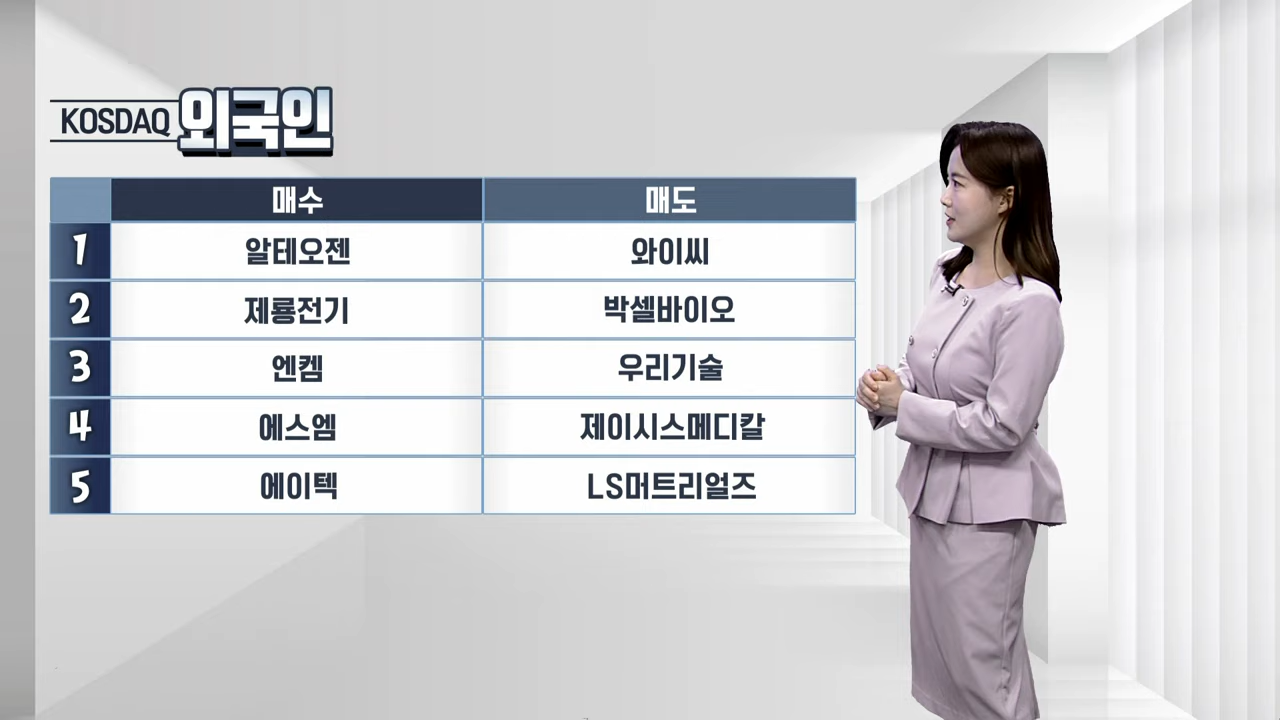 KOSDAQ 외국인
매수 매도
1 알테오젠 와이씨
2 제룡전기 박셀바이오
3 엔켐 우리기술
4 에스엠 제이시스메디칼
5 에이텍 LS머트리얼즈